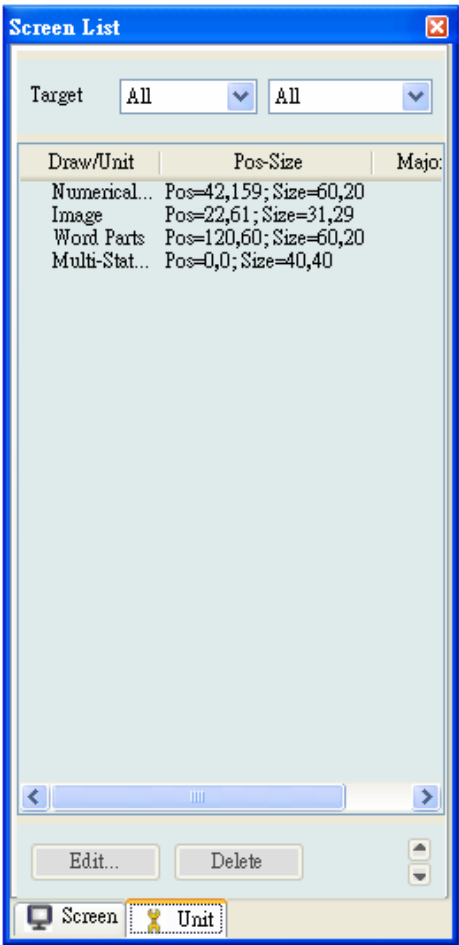 Screen List
Target All All
Draw/Unit Pos-Size Major
Numerical... Pos=42,159; Size=60,20
Image Pos=22,61; Size=31,29
Word Parts Pos=120,60; Size=60,20
Multi-Stat... Pos=0,0; Size=40,40
Edit... Delete
Screen Unit